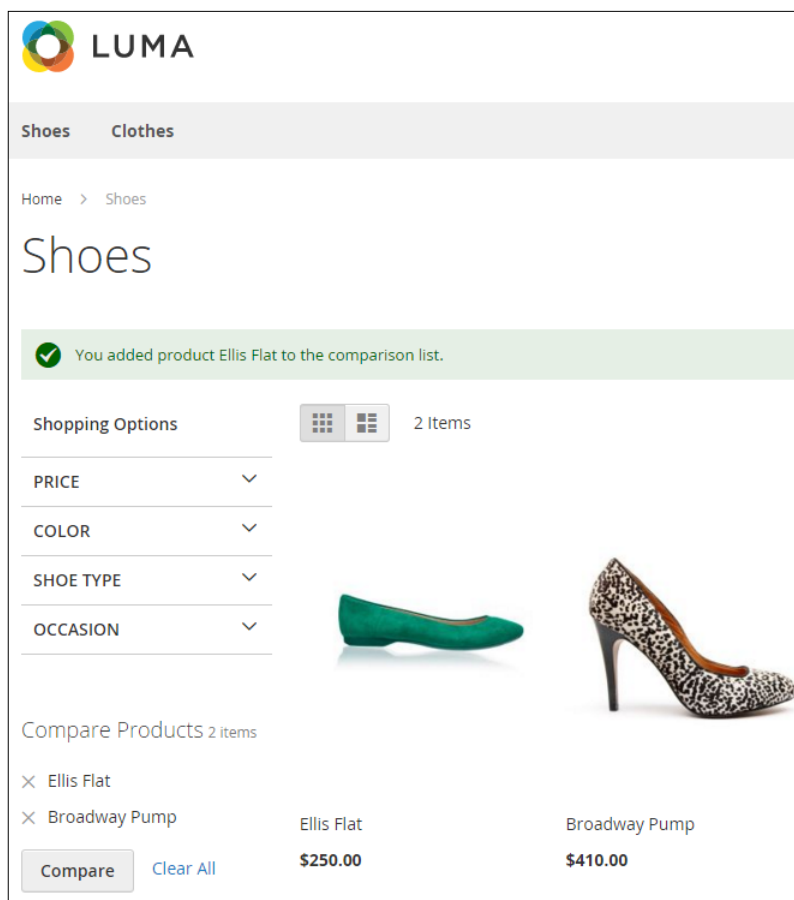 LUMA
Shoes Clothes
Home > Shoes
Shoes
You added product Ellis Flat to the comparison list.
Shopping Options
2 Items
PRICE
COLOR
SHOE TYPE
OCCASION
Compare Products 2 items
Ellis Flat
Broadway Pump
Compare Clear All
Ellis Flat
$250.00
Broadway Pump
$410.00